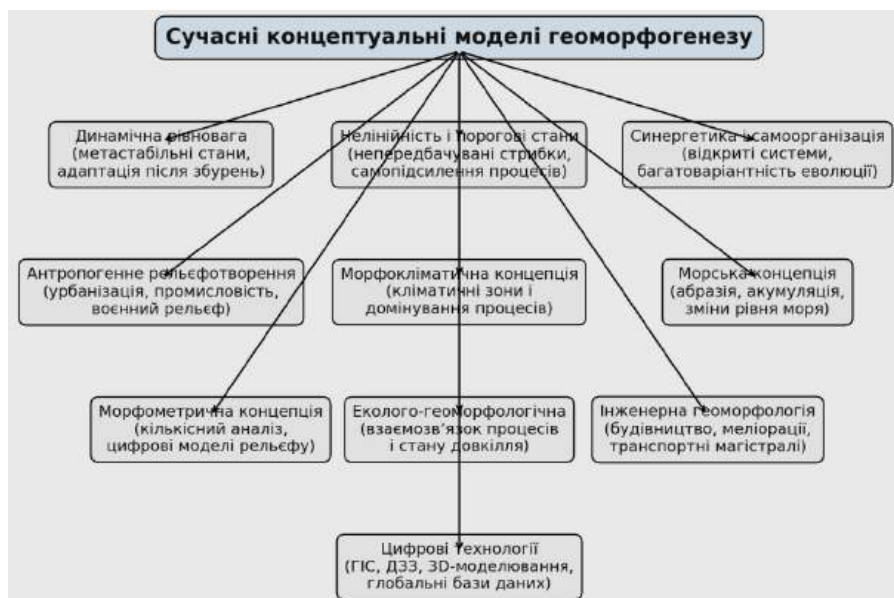 Сучасні концептуальні моделі геоморфогенезу
Динамічна рівновага
(метастабільні стани,
адаптація після збурень)
Нелінійність і порогові стани
(непередбачувані стрибки,
самопідсилення процесів)
Синергетика і самоорганізація
(відкриті системи,
багатоваріантність еволюції)
Антропогенне рельєфотворення
(урбанізація, промисловість,
воєнний рельєф)
Морфокліматична концепція
(кліматичні зони і
домінування процесів)
Морська концепція
(абразія, акумуляція,
зміни рівня моря)
Морфометрична концепція
(кількісний аналіз,
цифрові моделі рельєфу)
Еколого-геоморфологічна
(взаємозв'язок процесів
і стану довкілля)
Інженерна геоморфологія
(будівництво, меліорації,
транспортні магістралі)
Цифрові технології
(ГІС, ДЗЗ, 3D-моделювання,
глобальні бази даних)